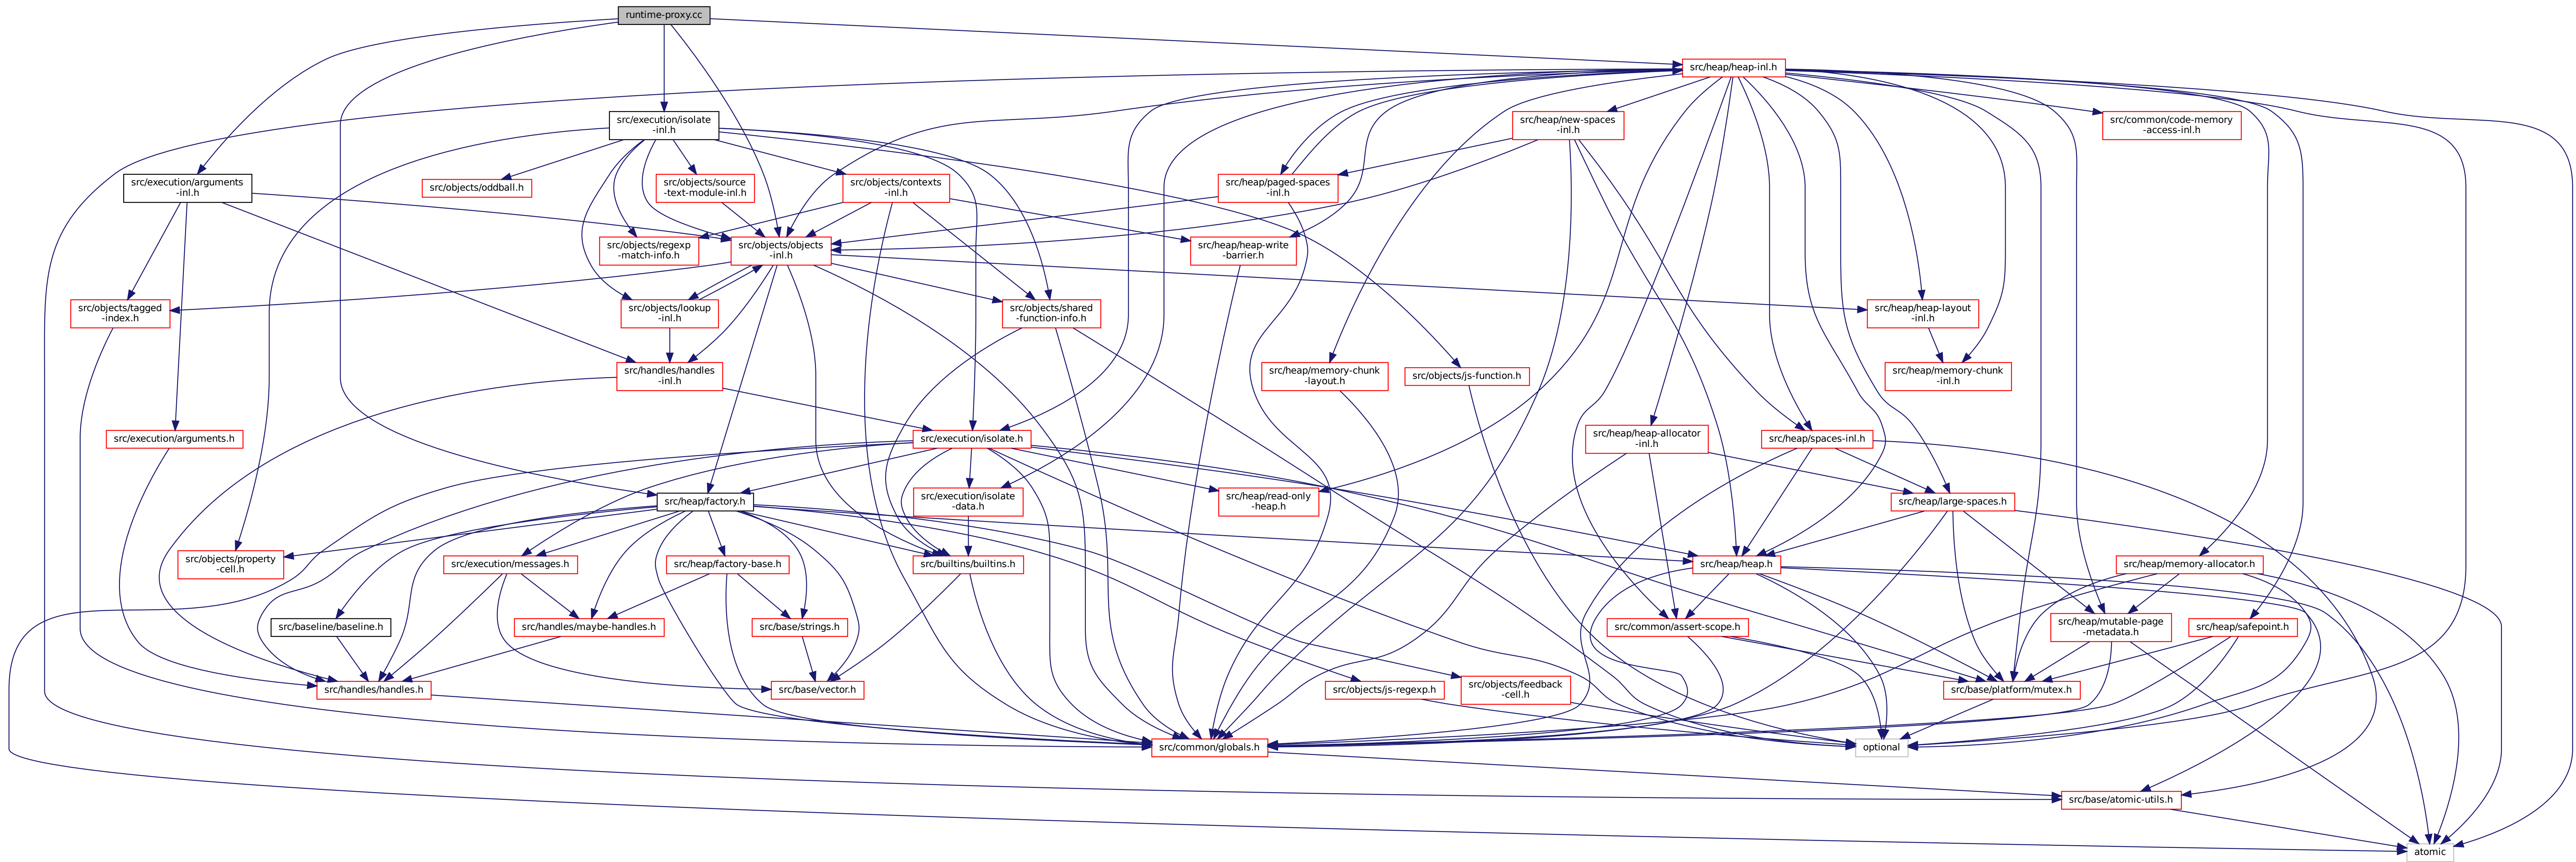 runtime-proxy.cc
src/heap/heap-inl.h
src/execution/isolate
-inl.h
src/heap/new-spaces
-inl.h
src/common/code-memory
-access-inl.h
src/execution/arguments
-inl.h
src/objects/oddball.h
src/objects/source
-text-module-inl.h
src/objects/contexts
-inl.h
src/heap/paged-spaces
-inl.h
src/objects/regexp
-match-info.h
src/objects/objects
-inl.h
src/heap/heap-write
-barrier.h
src/objects/tagged
-index.h
src/objects/lookup
-inl.h
src/objects/shared
-function-info.h
src/heap/heap-layout
-inl.h
src/handles/handles
-inl.h
src/heap/memory-chunk
-layout.h
src/objects/js-function.h
src/heap/memory-chunk
-inl.h
src/execution/arguments.h
src/execution/isolate.h
src/heap/heap-allocator
-inl.h
src/heap/spaces-inl.h
src/heap/factory.h
src/execution/isolate
-data.h
src/heap/read-only
-heap.h
src/heap/large-spaces.h
src/objects/property
-cell.h
src/execution/messages.h
src/heap/factory-base.h
src/builtins/builtins.h
src/heap/heap.h
src/heap/memory-allocator.h
src/baseline/baseline.h
src/handles/maybe-handles.h
src/base/strings.h
src/common/assert-scope.h
src/heap/mutable-page
-metadata.h
src/heap/safepoint.h
src/handles/handles.h
src/base/vector.h
src/objects/js-regexp.h
src/objects/feedback
-cell.h
src/base/platform/mutex.h
src/common/globals.h
optional
src/base/atomic-utils.h
atomic